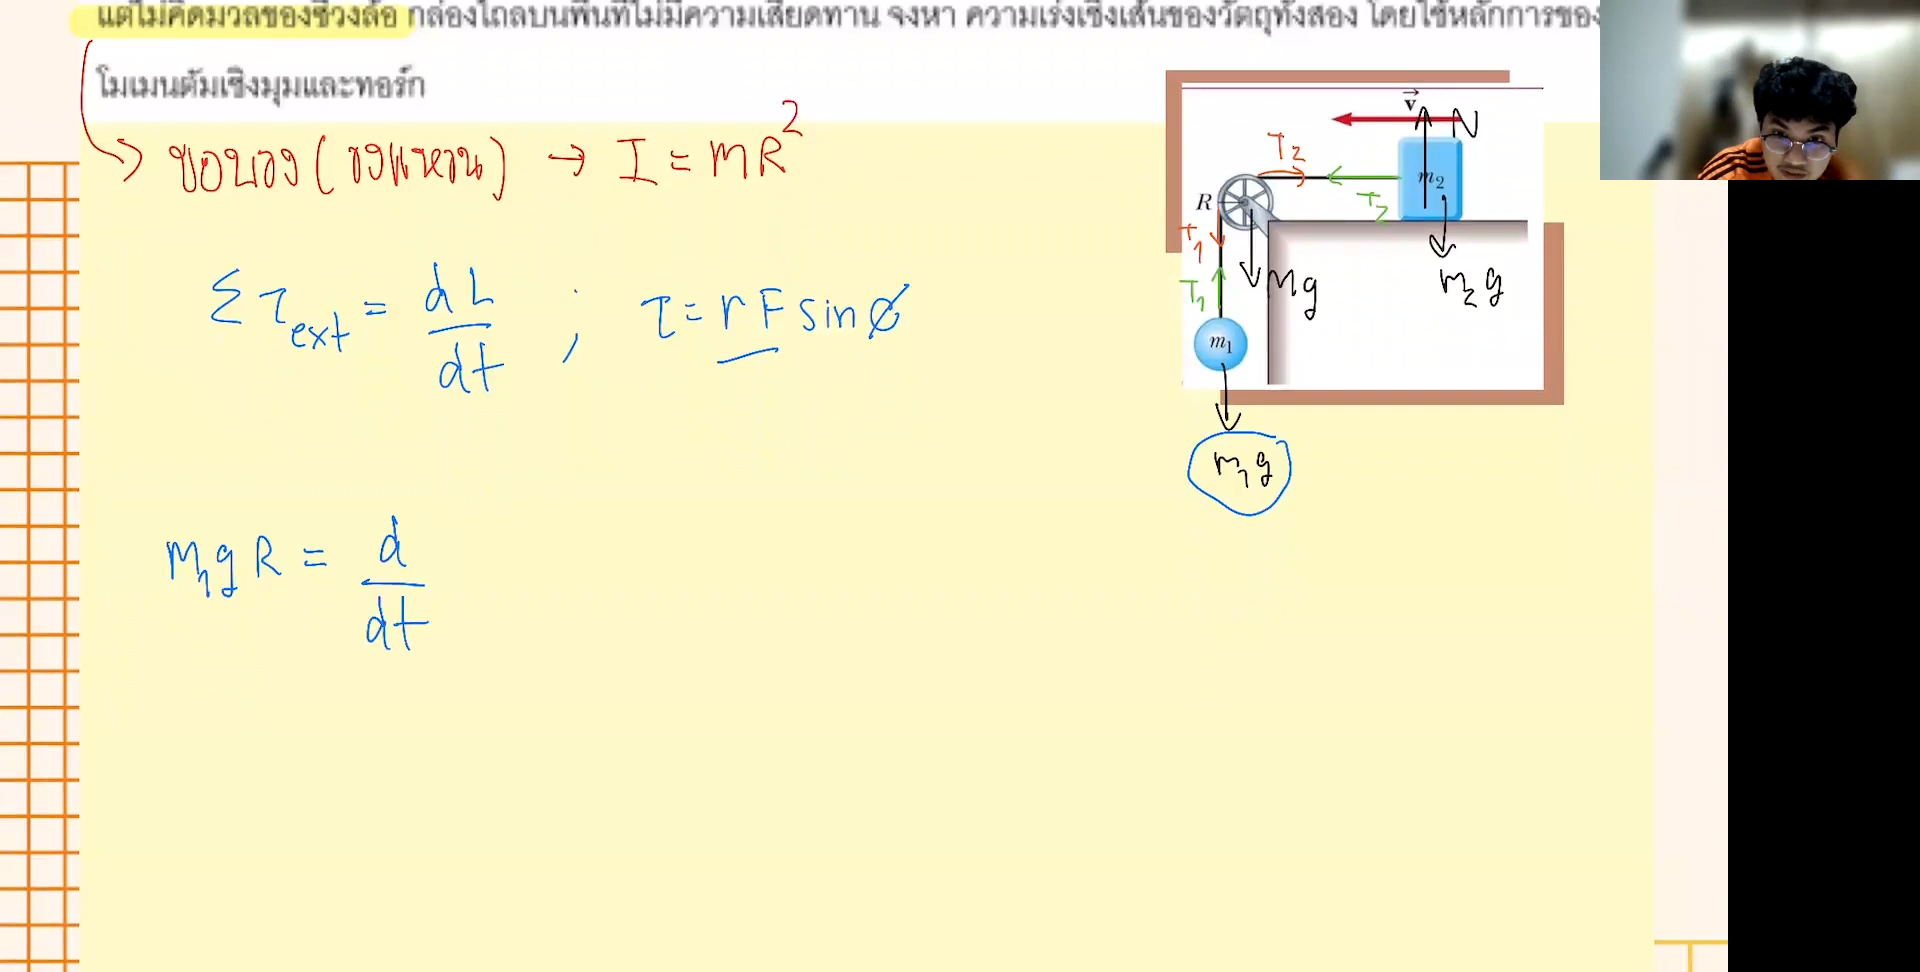 แต่ไม่คิดมวลของซี่วงล้อ กล่องไถลบนพื้นที่ไม่มีความเสียดทาน จงหา ความเร่งเชิงเส้นของวัตถุทั้งสอง โดยใช้หลักการของ
โมเมนตัมเชิงมุมและทอร์ก
→ ขอบาง (วงแหวน) → I = MR²
Στext = dL/dt ; τ = rF sin φ
m₁gR = d/dt
v N
T₂
m₂
T₂
R
T₁
Mg
m₂g
T₁
m₁
m₁g